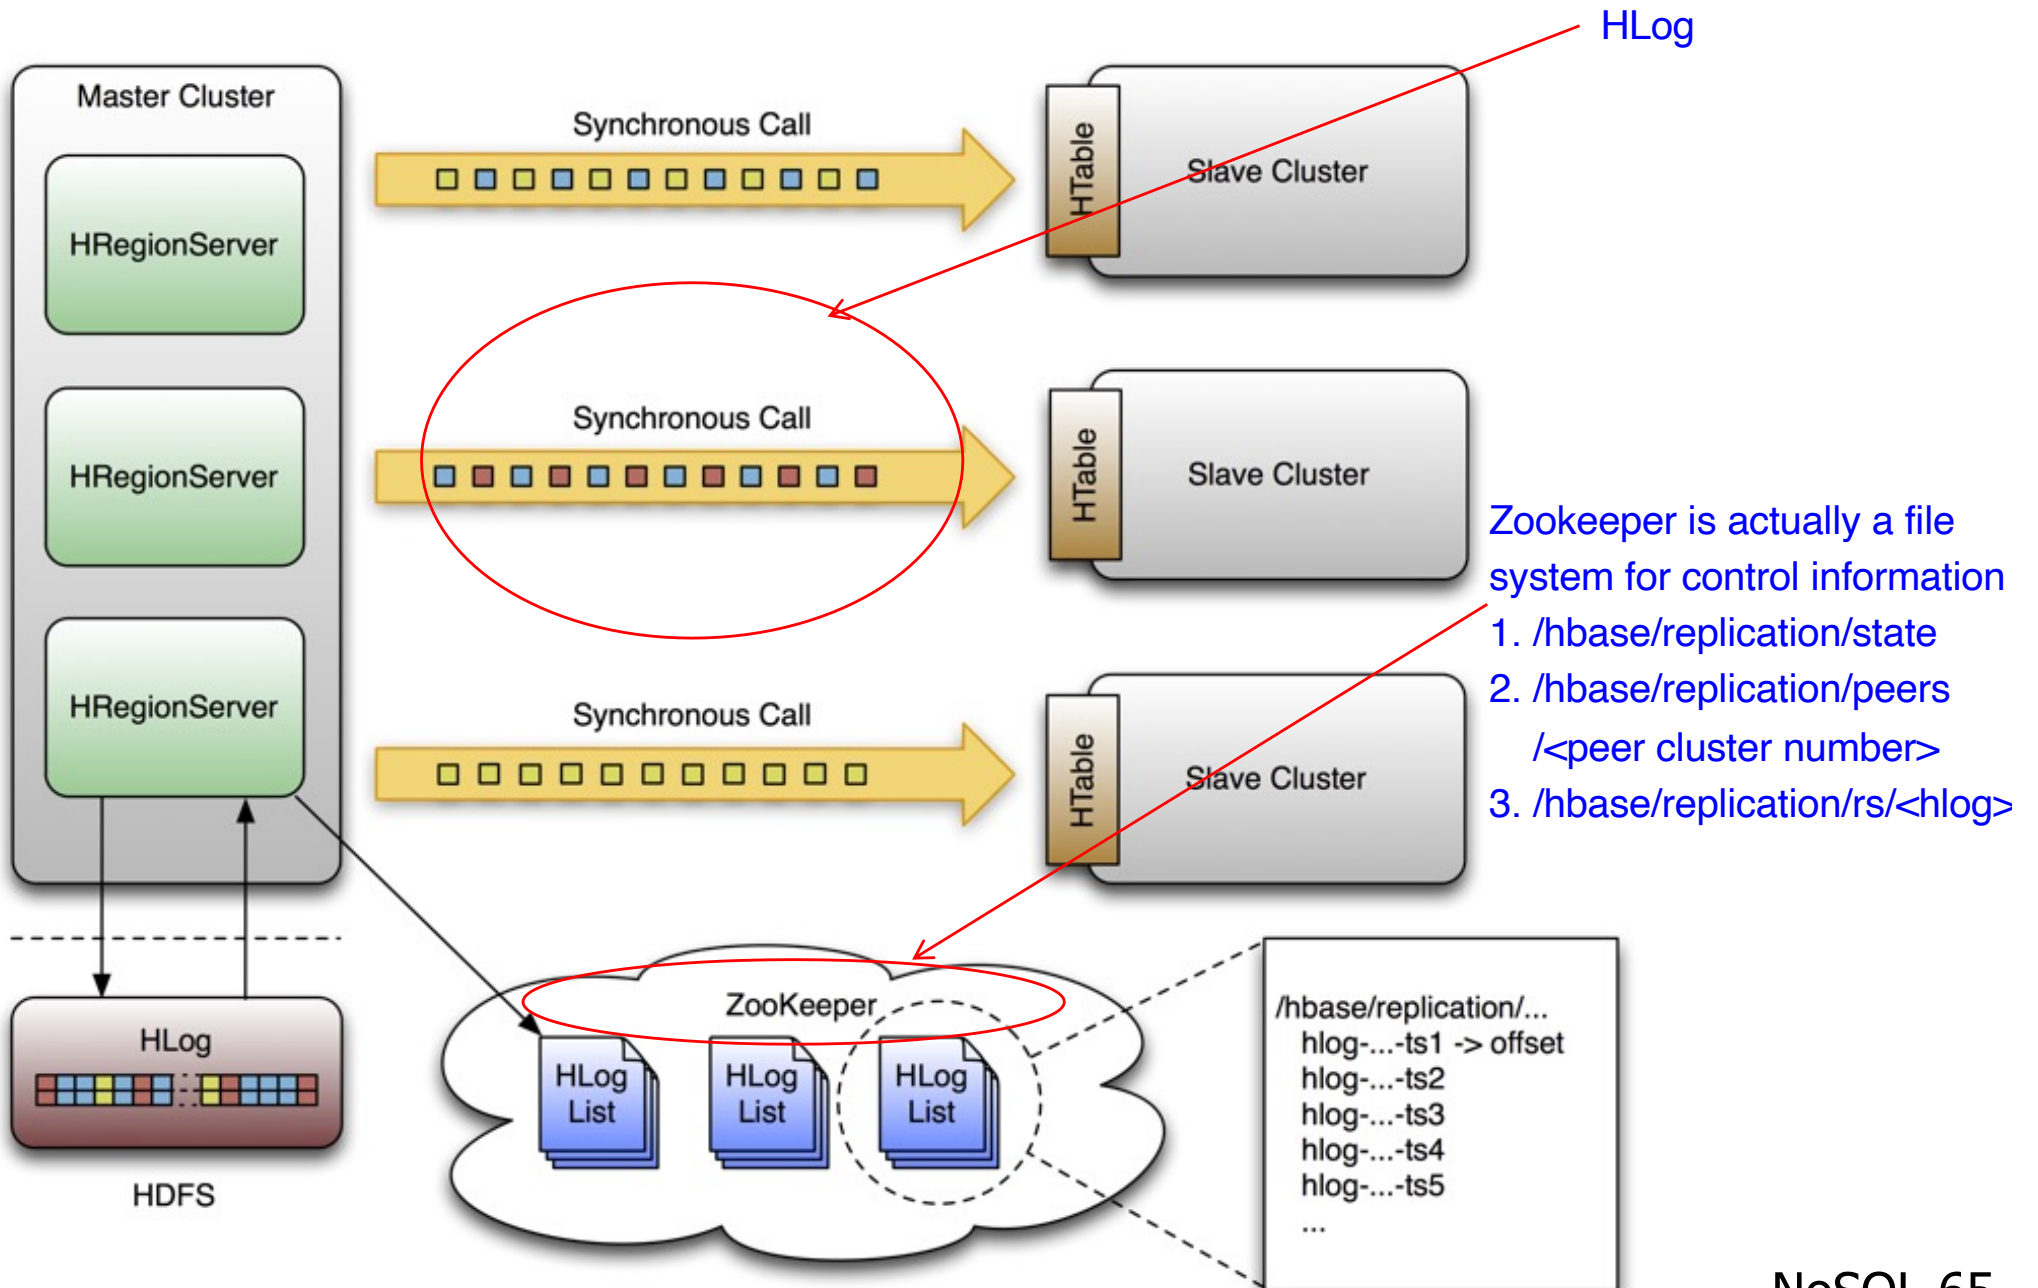 HLog
Master Cluster
Synchronous Call
HTable
Slave Cluster
HRegionServer
Synchronous Call
HTable
Slave Cluster
HRegionServer
Zookeeper is actually a file
system for control information
1. /hbase/replication/state
2. /hbase/replication/peers
/<peer cluster number>
3. /hbase/replication/rs/<hlog>
Synchronous Call
HTable
Slave Cluster
HRegionServer
ZooKeeper
HLog
HDFS
HLog
List
HLog
List
HLog
List
/hbase/replication/...
hlog-...-ts1 -> offset
hlog-...-ts2
hlog-...-ts3
hlog-...-ts4
hlog-...-ts5
...
NoSQL 65